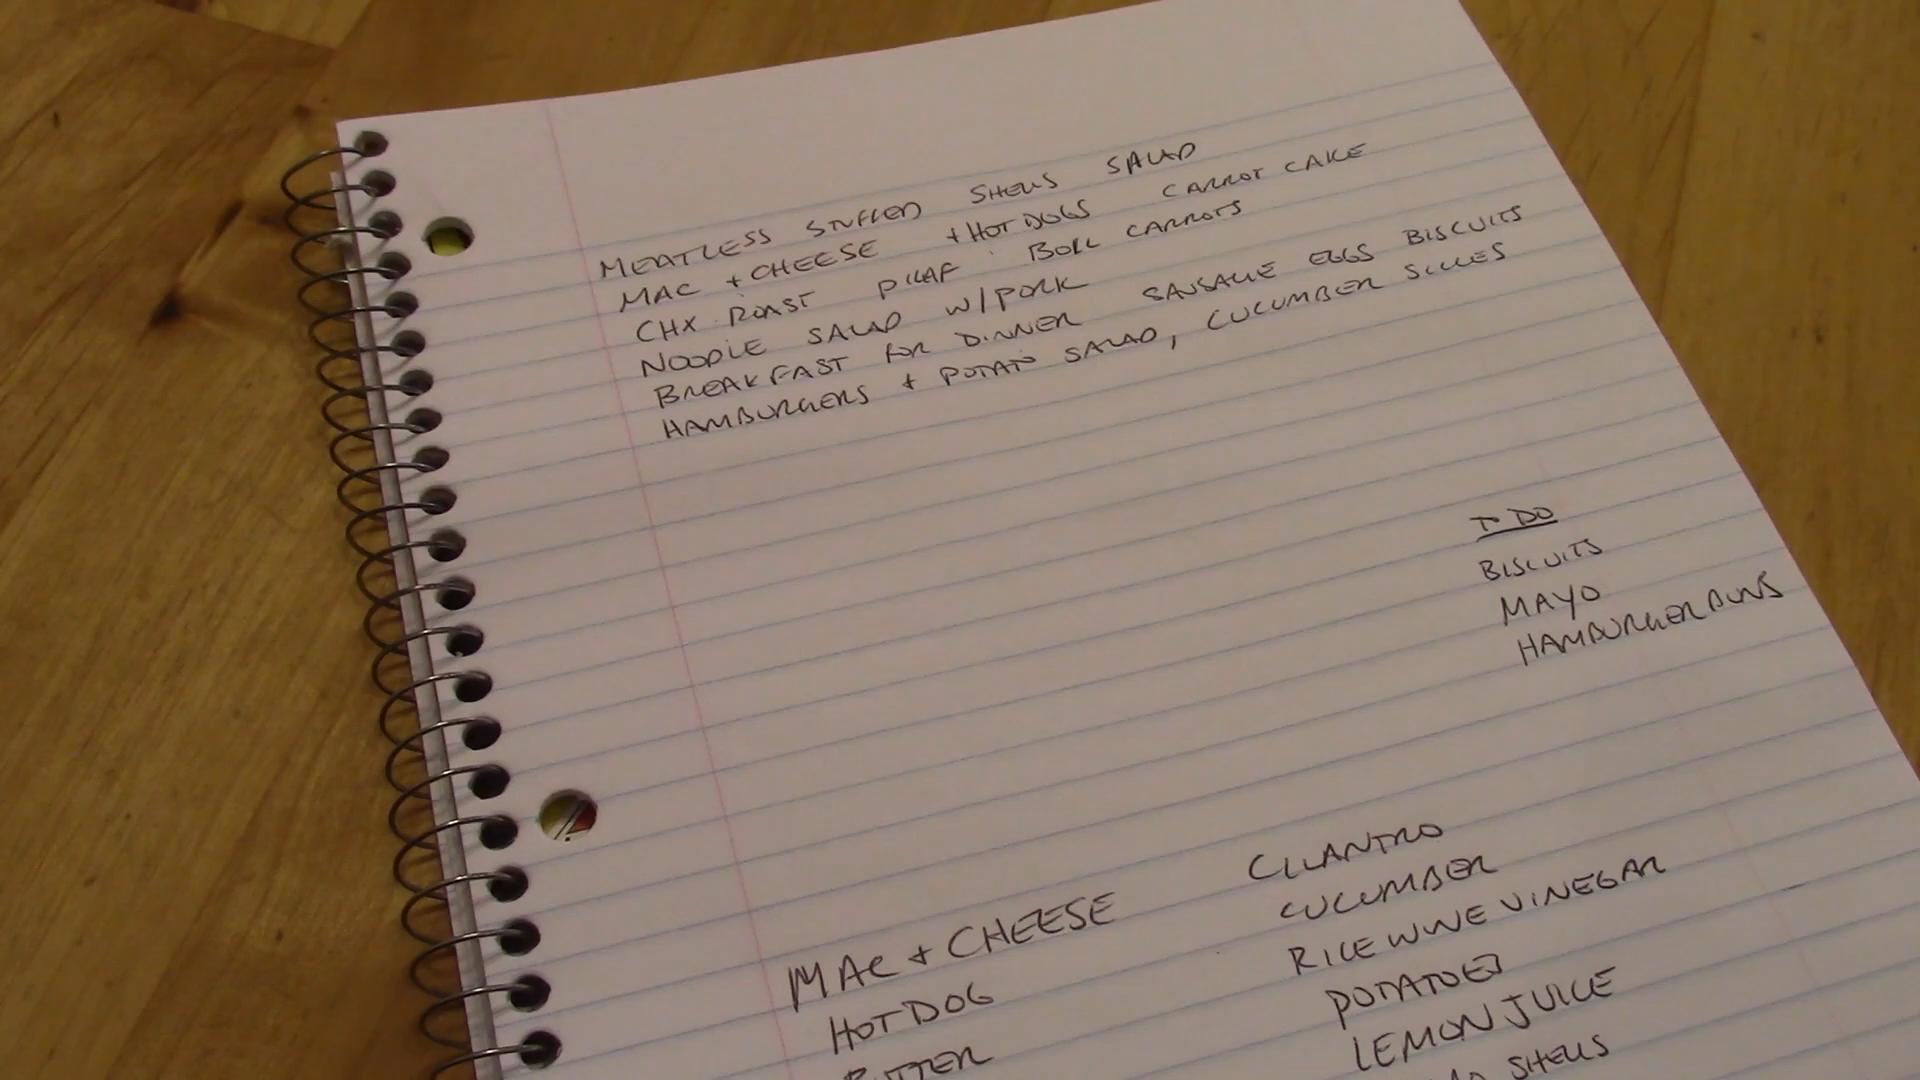 MEATLESS STUFFED SHELLS SALAD
MAC + CHEESE + HOT DOGS CARROT CAKE
CHX ROAST PILAF BOIL CARROTS
NOODLE SALAD W/PORK
BREAKFAST FOR DINNER SAUSAGE EGGS BISCUITS
HAMBURGERS + POTATO SALAD, CUCUMBER SLICES
TO DO
BISCUITS
MAYO
HAMBURGER BUNS
MAC + CHEESE
HOT DOG
BUTTER
CILANTRO
CUCUMBER
RICE WINE VINEGAR
POTATOES
LEMON JUICE
SHELLS